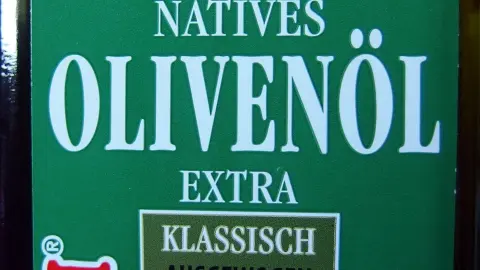 NATIVES
OLIVENÖL
EXTRA
KLASSISCH
®